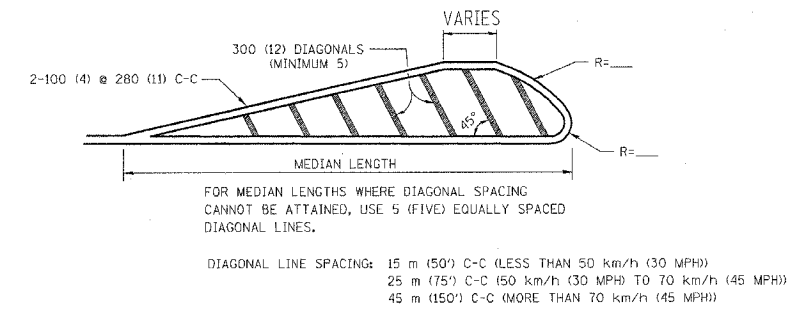 VARIES
300 (12) DIAGONALS
(MINIMUM 5)
R=___
2-100 (4) @ 280 (11) C-C
45°
R=___
MEDIAN LENGTH
FOR MEDIAN LENGTHS WHERE DIAGONAL SPACING
CANNOT BE ATTAINED, USE 5 (FIVE) EQUALLY SPACED
DIAGONAL LINES.
DIAGONAL LINE SPACING: 15 m (50') C-C (LESS THAN 50 km/h (30 MPH))
25 m (75') C-C (50 km/h (30 MPH) TO 70 km/h (45 MPH))
45 m (150') C-C (MORE THAN 70 km/h (45 MPH))